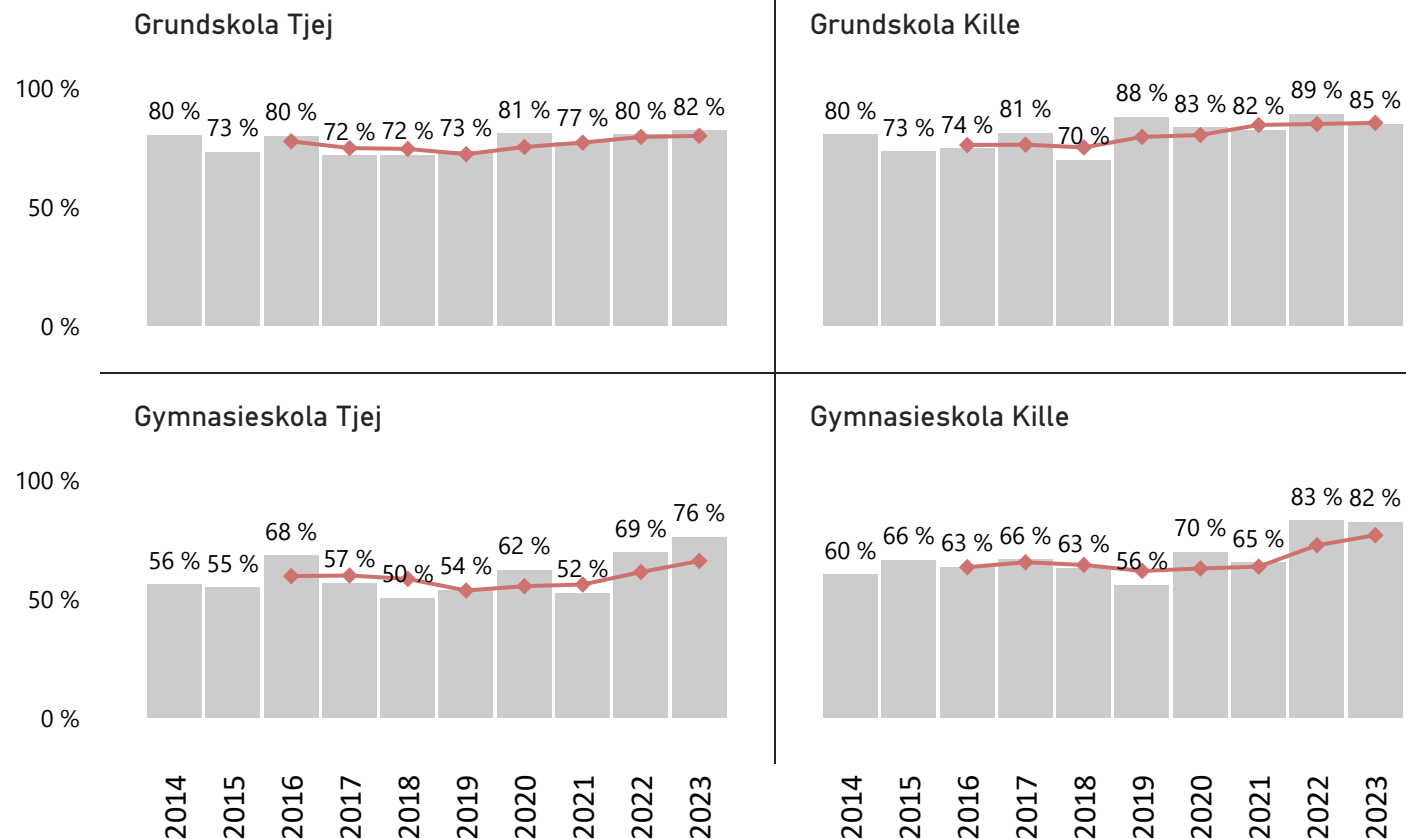 Grundskola Tjej
100 %
50 %
0 %
80 % 73 % 80 % 72 % 72 % 73 % 81 % 77 % 80 % 82 %
Grundskola Kille
80 % 73 % 74 % 81 % 70 % 88 % 83 % 82 % 89 % 85 %
Gymnasieskola Tjej
100 %
50 %
0 %
56 % 55 % 68 % 57 % 50 % 54 % 62 % 52 % 69 % 76 %
2014 2015 2016 2017 2018 2019 2020 2021 2022 2023
Gymnasieskola Kille
60 % 66 % 63 % 66 % 63 % 56 % 70 % 65 % 83 % 82 %
2014 2015 2016 2017 2018 2019 2020 2021 2022 2023